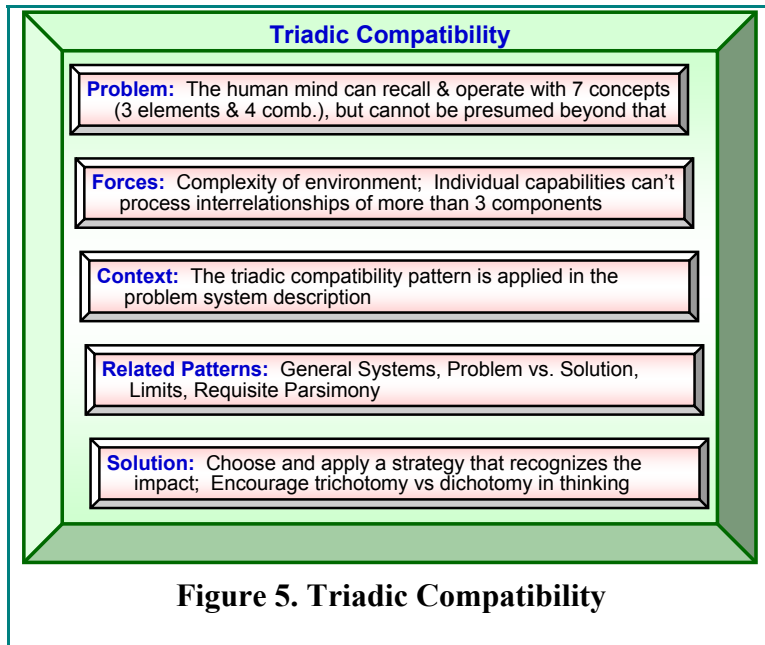 Triadic Compatibility
Problem: The human mind can recall & operate with 7 concepts
(3 elements & 4 comb.), but cannot be presumed beyond that
Forces: Complexity of environment; Individual capabilities can't
process interrelationships of more than 3 components
Context: The triadic compatibility pattern is applied in the
problem system description
Related Patterns: General Systems, Problem vs. Solution,
Limits, Requisite Parsimony
Solution: Choose and apply a strategy that recognizes the
impact; Encourage trichotomy vs dichotomy in thinking
Figure 5. Triadic Compatibility